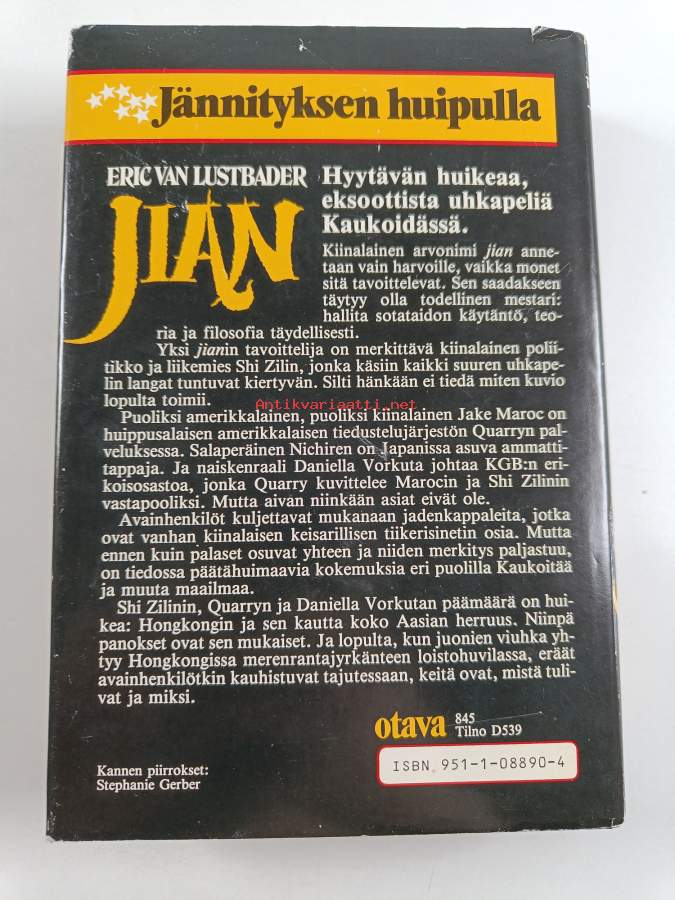 Jännityksen huipulla
ERIC VAN LUSTBADER
JIAN
Hyytävän huikeaa,
eksoottista uhkapeliä
Kaukoidässä.
Kiinalainen arvonimi jian anne-
taan vain harvoille, vaikka monet
sitä tavoittelevat. Sen saadakseen
täytyy olla todellinen mestari:
hallita sotataidon käytäntö, teo-
ria ja filosofia täydellisesti.
Yksi jianin tavoittelija on merkittävä kiinalainen polii-
tikko ja liikemies Shi Zilin, jonka käsiin kaikki suuren uhkape-
lin langat tuntuvat kiertyvän. Silti hänkään ei tiedä miten kuvio
lopulta toimii.
Antikvariaatti.net
Puoliksi amerikkalainen, puoliksi kiinalainen Jake Maroc on
huippusalaisen amerikkalaisen tiedustelujärjestön Quarryn pal-
veluksessa. Salaperäinen Nichiren on Japanissa asuva ammatti-
tappaja. Ja naiskenraali Daniella Vorkuta johtaa KGB:n eri-
koisosastoa, jonka Quarry kuvittelee Marocin ja Shi Zilinin
vastapooliksi. Mutta aivan niinkään asiat eivät ole.
Avainhenkilöt kuljettavat mukanaan jadenkappaleita, jotka
ovat vanhan kiinalaisen keisarillisen tiikerisinetin osia. Mutta
ennen kuin palaset osuvat yhteen ja niiden merkitys paljastuu,
on tiedossa päätähuimaavia kokemuksia eri puolilla Kaukoitää
ja muuta maailmaa.
Shi Zilinin, Quarryn ja Daniella Vorkutan päämäärä on hui-
kea: Hongkongin ja sen kautta koko Aasian herruus. Niinpä
panokset ovat sen mukaiset. Ja lopulta, kun juonien viuhka yh-
tyy Hongkongissa merenrantajyrkänteen loistohuvilassa, eräät
avainhenkilötkin kauhistuvat tajutessaan, keitä ovat, mistä tuli-
vat ja miksi.
otava
845
Tilno D539
ISBN 951-1-08890-4
Kannen piirrokset:
Stephanie Gerber